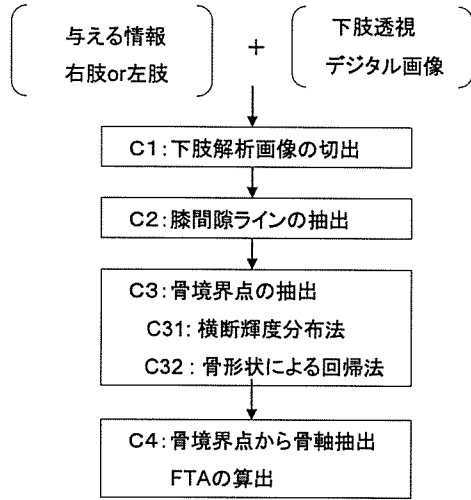 与える情報
右肢or左肢
+
下肢透視
デジタル画像
C1:下肢解析画像の切出
C2:膝間隙ラインの抽出
C3:骨境界点の抽出
C31:横断輝度分布法
C32:骨形状による回帰法
C4:骨境界点から骨軸抽出
FTAの算出